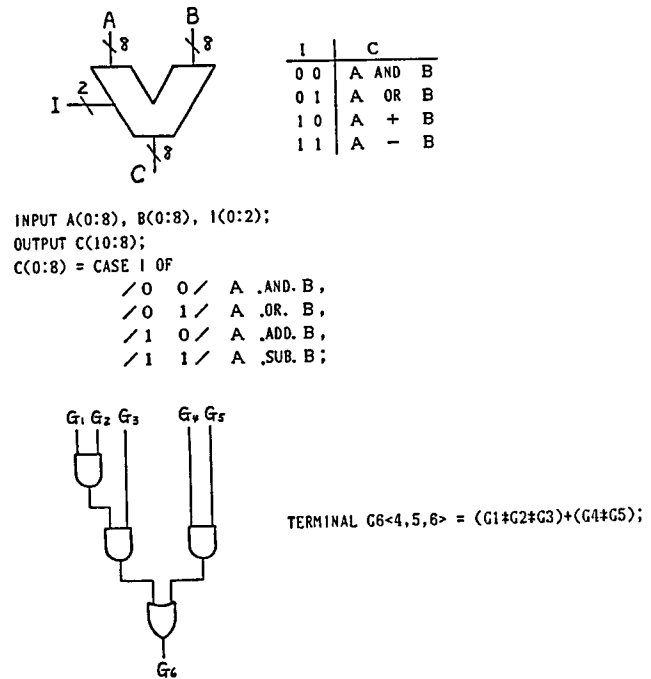 A B
8 8
I 2
8
C
I C
0 0 A AND B
0 1 A OR B
1 0 A + B
1 1 A − B
INPUT A(0:8), B(0:8), I(0:2);
OUTPUT C(10:8);
C(0:8) = CASE I OF
/0 0/ A .AND. B,
/0 1/ A .OR. B,
/1 0/ A .ADD. B,
/1 1/ A .SUB. B;
G1 G2 G3 G4 G5
TERMINAL G6<4,5,6> = (G1‡G2‡G3)+(G4‡G5);
G6